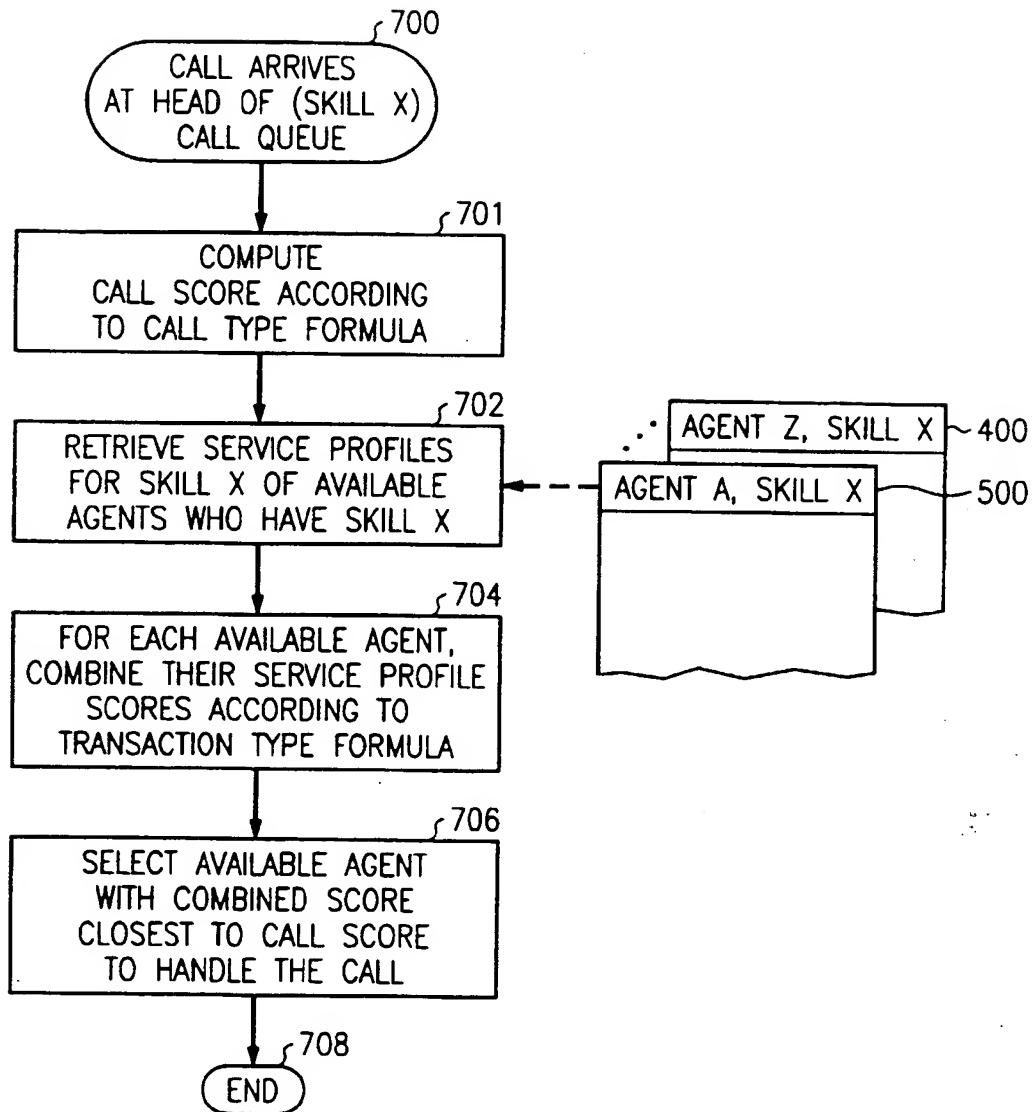 700
CALL ARRIVES
AT HEAD OF (SKILL X)
CALL QUEUE
701
COMPUTE
CALL SCORE ACCORDING
TO CALL TYPE FORMULA
702
RETRIEVE SERVICE PROFILES
FOR SKILL X OF AVAILABLE
AGENTS WHO HAVE SKILL X
AGENT Z, SKILL X
400
AGENT A, SKILL X
500
704
FOR EACH AVAILABLE AGENT,
COMBINE THEIR SERVICE PROFILE
SCORES ACCORDING TO
TRANSACTION TYPE FORMULA
706
SELECT AVAILABLE AGENT
WITH COMBINED SCORE
CLOSEST TO CALL SCORE
TO HANDLE THE CALL
708
END